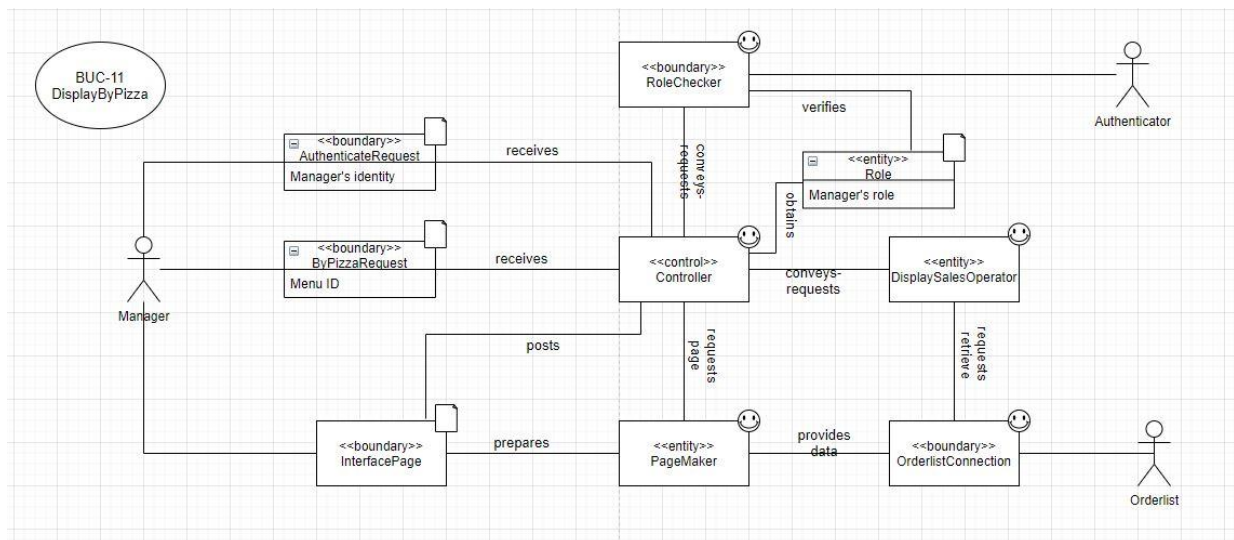 BUC-11
DisplayByPizza
<<boundary>>
RoleChecker
Authenticator
verifies
<<boundary>>
AuthenticateRequest
Manager's identity
receives
conveys-
requests
<<entity>>
Role
Manager's role
obtains
<<boundary>>
ByPizzaRequest
Menu ID
receives
<<control>>
Controller
conveys-
requests
<<entity>>
DisplaySalesOperator
Manager
posts
requests
page
requests
retrieve
<<boundary>>
InterfacePage
prepares
<<entity>>
PageMaker
provides
data
<<boundary>>
OrderlistConnection
Orderlist